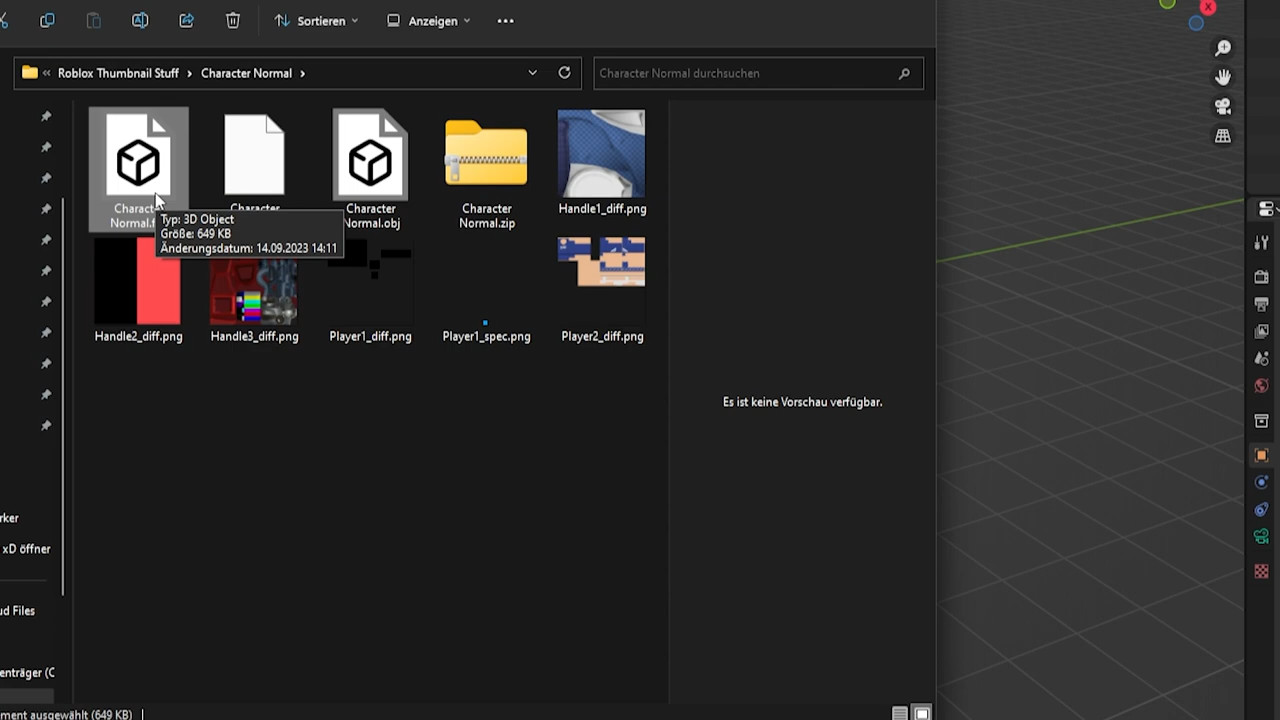 Sortieren
Anzeigen
Roblox Thumbnail Stuff
Character Normal
Character Normal durchsuchen
Normal.
Character
Normal.obj
Character
Normal.zip
Handle1_diff.png
Typ: 3D Object
Größe: 649 KB
Änderungsdatum: 14.09.2023 14:11
Handle2_diff.png
Handle3_diff.png
Player1_diff.png
Player1_spec.png
Player2_diff.png
Es ist keine Vorschau verfügbar.
rker
xD öffner
ud Files
enträger (C
ment ausgewählt (649 KB)
X